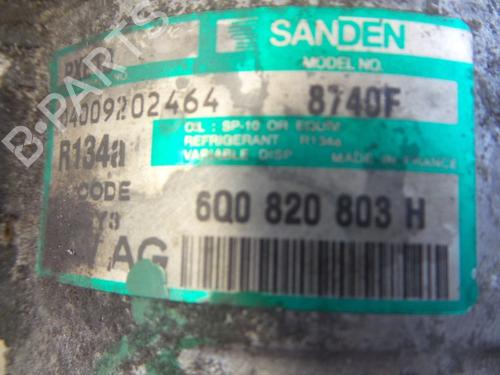 SANDEN
MODEL NO.
8740F
OIL : SP-10 OR EQUIV
REFRIGERANT R134a
VARIABLE DISP MADE IN FRANCE
R134a
CODE
6Q0 820 803 H
AG
B-PARTS